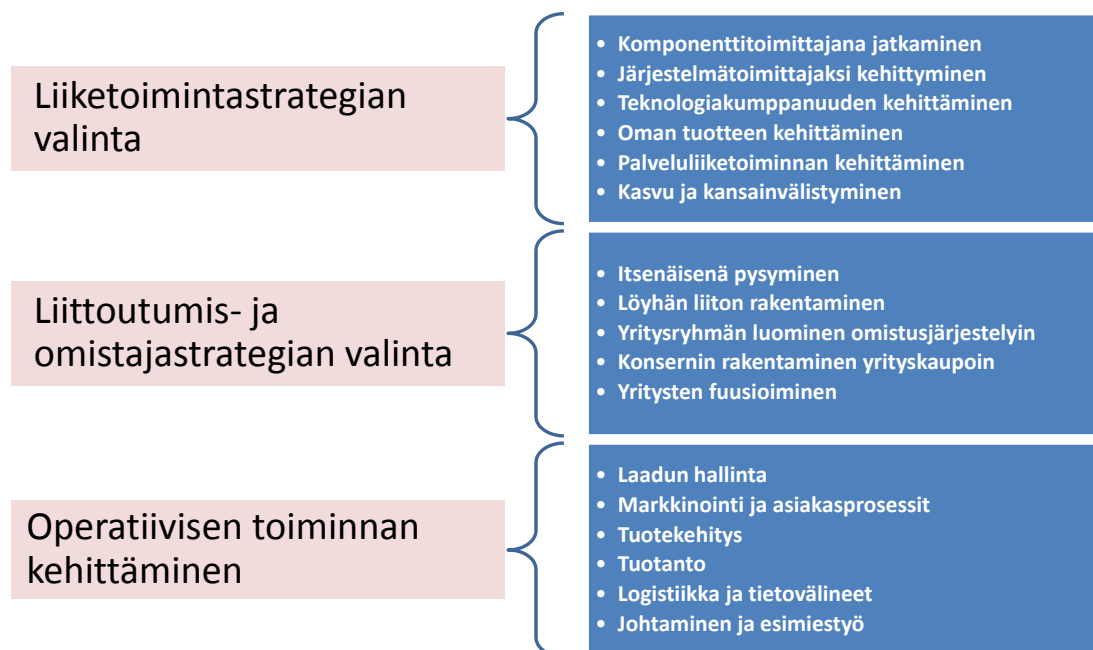 Liiketoimintastrategian
valinta
• Komponenttitoimittajana jatkaminen
• Järjestelmätoimittajaksi kehittyminen
• Teknologiakumppanuuden kehittäminen
• Oman tuotteen kehittäminen
• Palveluliiketoiminnan kehittäminen
• Kasvu ja kansainvälistyminen
Liittoutumis- ja
omistajastrategian valinta
• Itsenäisenä pysyminen
• Löyhän liiton rakentaminen
• Yritysryhmän luominen omistusjärjestelyin
• Konsernin rakentaminen yrityskaupoin
• Yritysten fuusioiminen
Operatiivisen toiminnan
kehittäminen
• Laadun hallinta
• Markkinointi ja asiakasprosessit
• Tuotekehitys
• Tuotanto
• Logistiikka ja tietovälineet
• Johtaminen ja esimiestyö